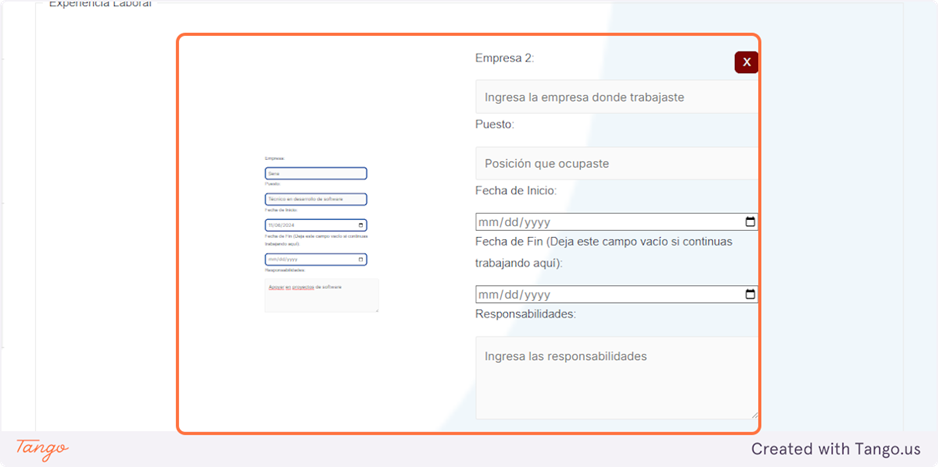 Experiencia Laboral
Empresa:
Sena
Puesto:
Técnico en desarrollo de software
Fecha de Inicio:
11/06/2024
Fecha de Fin (Deja este campo vacío si continuas
trabajando aquí):
mm/dd/yyyy
Responsabilidades:
Apoyar en proyectos de software
Empresa 2:
X
Ingresa la empresa donde trabajaste
Puesto:
Posición que ocupaste
Fecha de Inicio:
mm/dd/yyyy
Fecha de Fin (Deja este campo vacío si continuas
trabajando aquí):
mm/dd/yyyy
Responsabilidades:
Ingresa las responsabilidades
Tango
Created with Tango.us